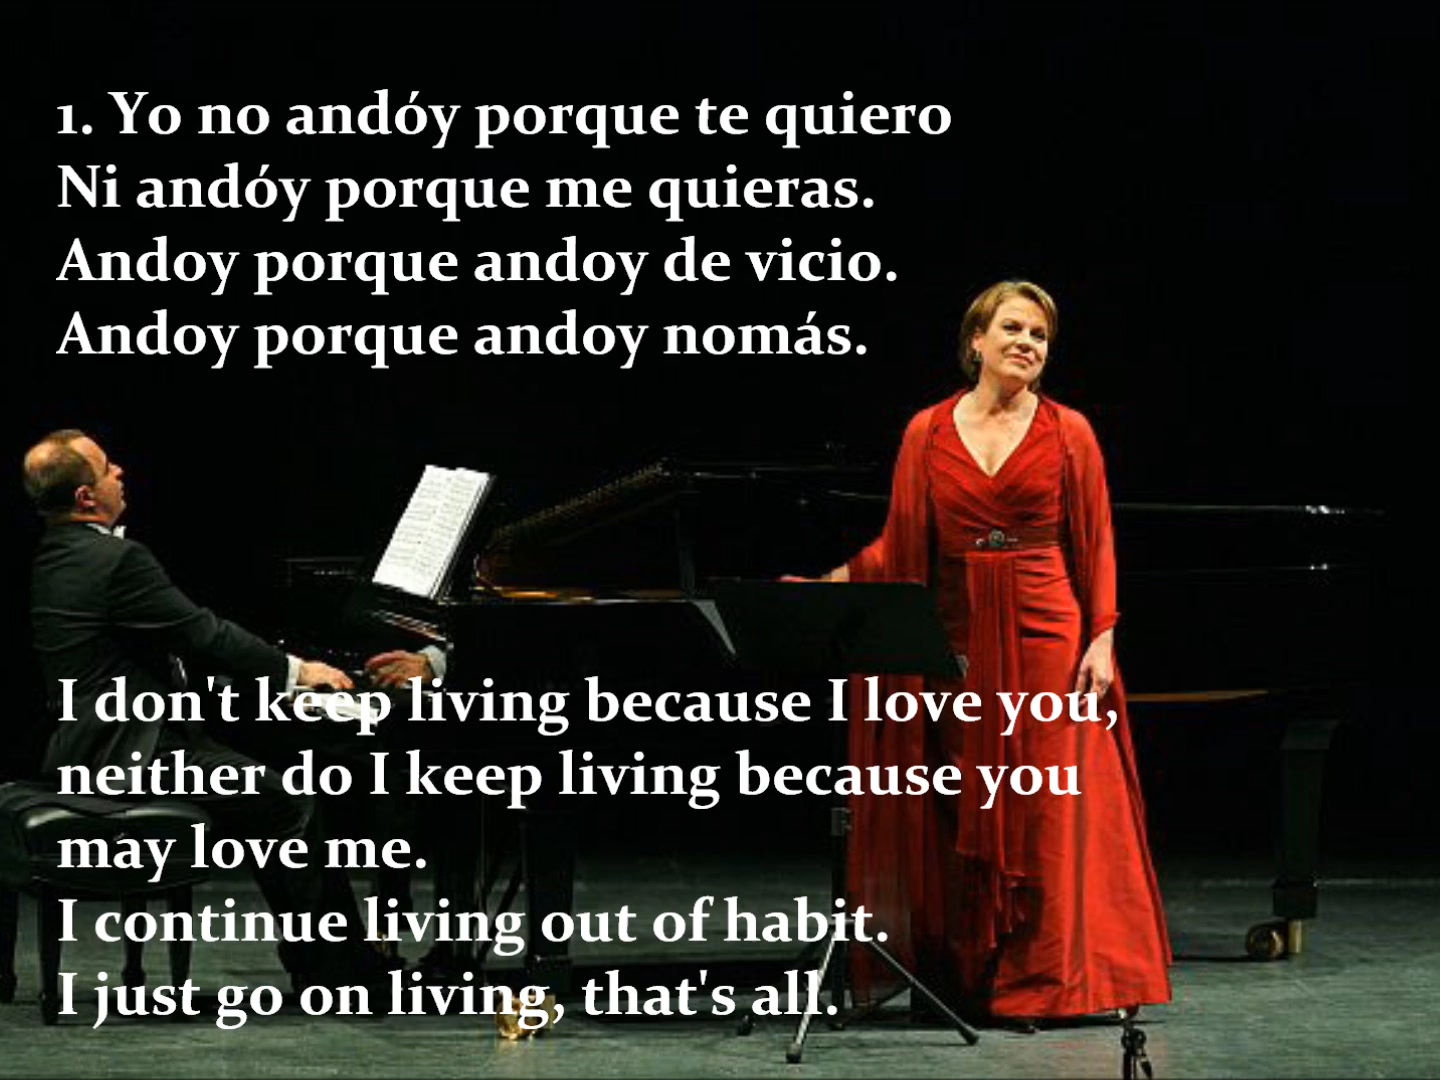 1. Yo no andóy porque te quiero
Ni andóy porque me quieras.
Andoy porque andoy de vicio.
Andoy porque andoy nomás.
I don't keep living because I love you,
neither do I keep living because you
may love me.
I continue living out of habit.
I just go on living, that's all.